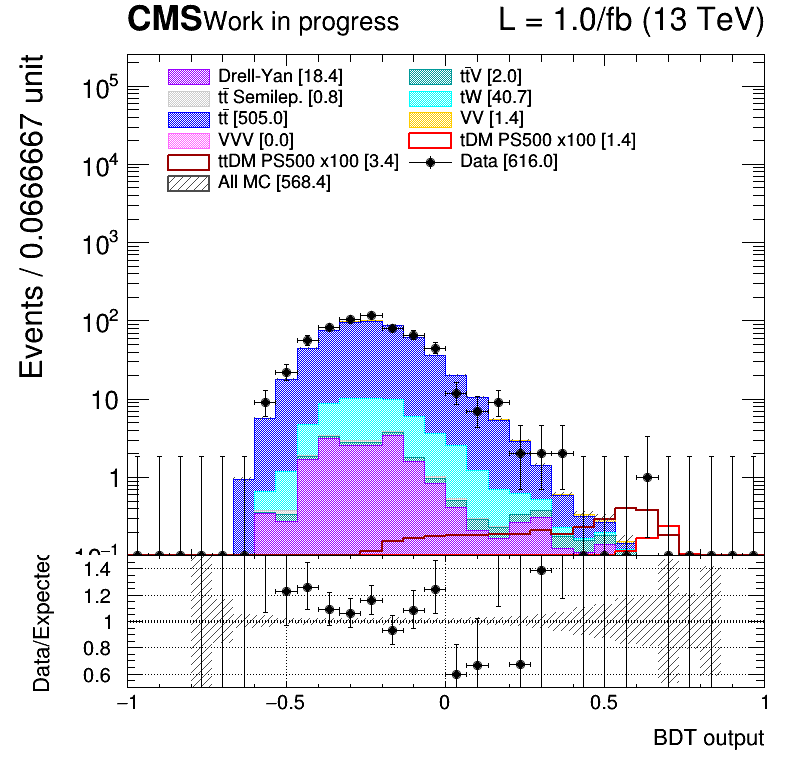 CMS Work in progress L = 1.0/fb (13 TeV)
Drell-Yan [18.4] tt̄V [2.0]
tt̄ Semilep. [0.8] tW [40.7]
tt̄ [505.0] VV [1.4]
VVV [0.0] tDM PS500 x100 [1.4]
ttDM PS500 x100 [3.4] Data [616.0]
All MC [568.4]
Events / 0.0666667 unit
10⁵
10⁴
10³
10²
10
1
10⁻¹
Data/Expected
1.4
1.2
1
0.8
0.6
−1 −0.5 0 0.5 1
BDT output